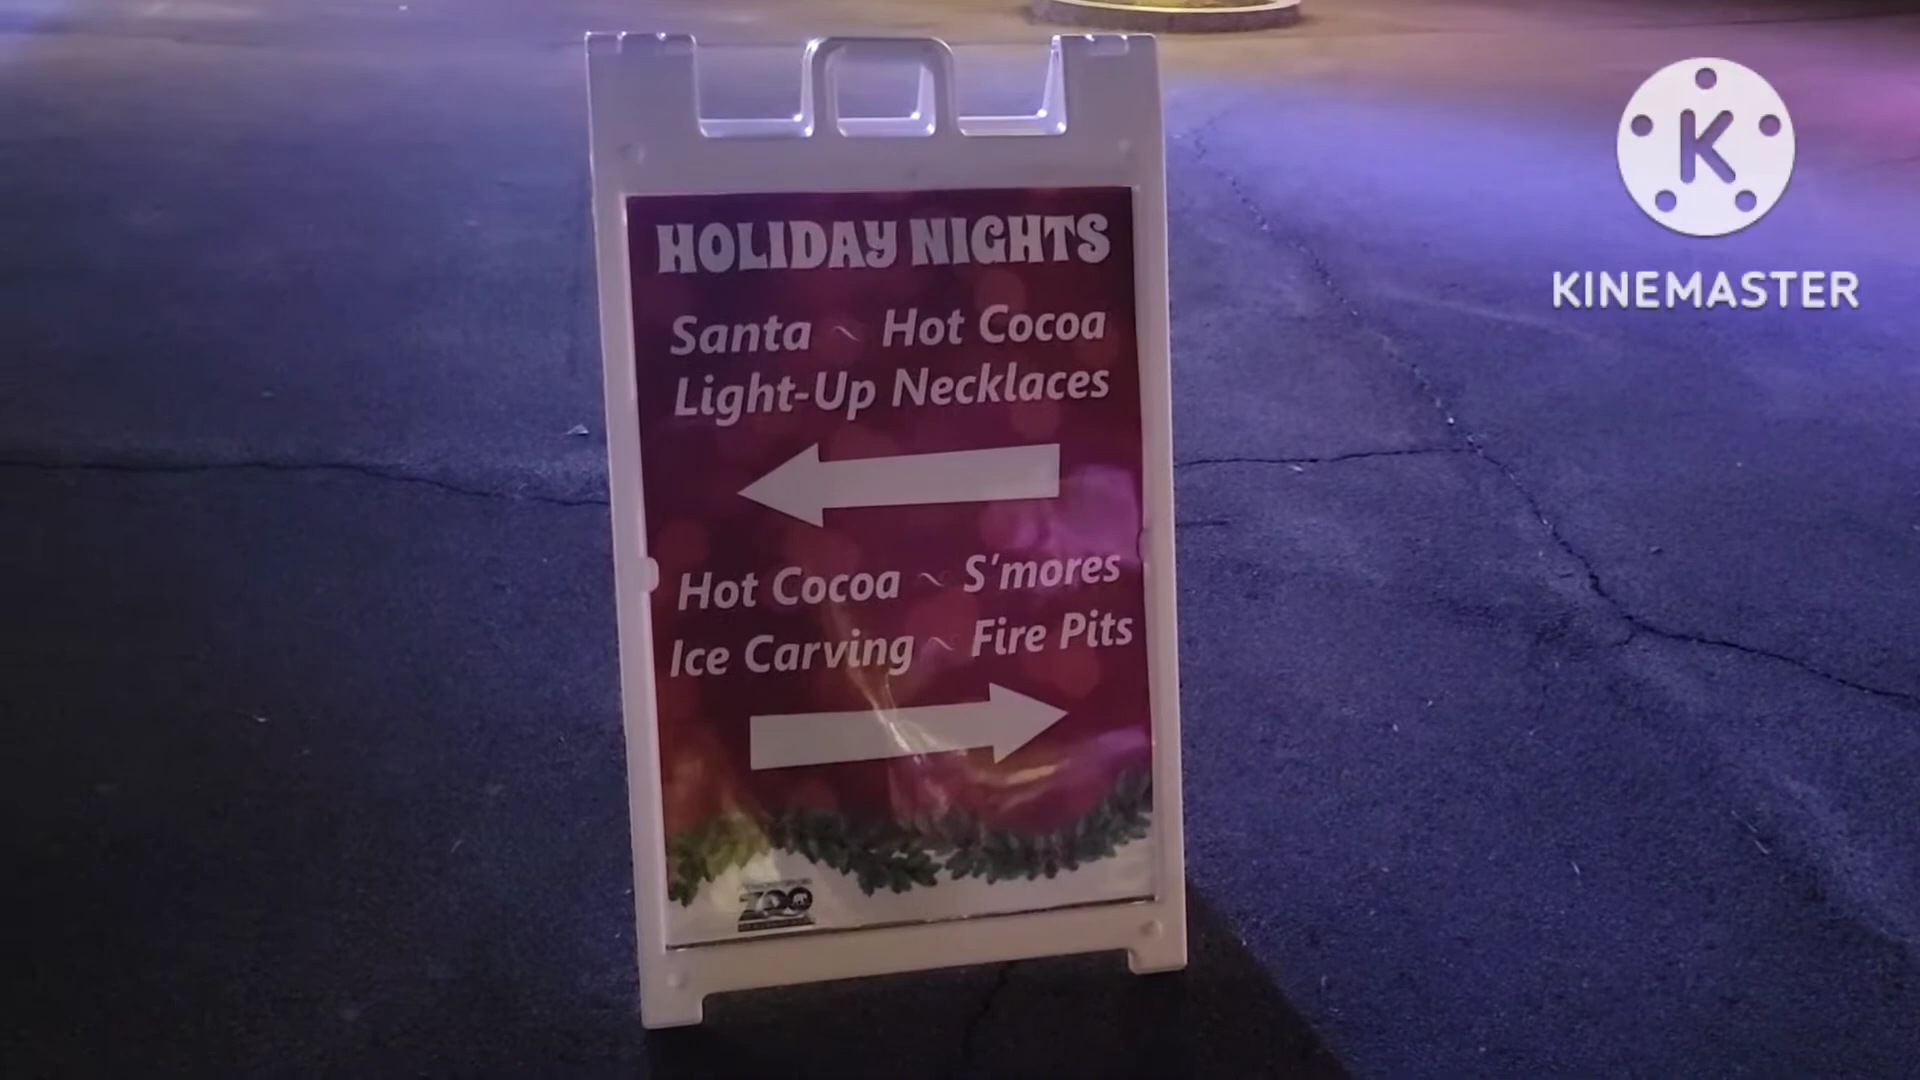 HOLIDAY NIGHTS
Santa ~ Hot Cocoa
Light-Up Necklaces
Hot Cocoa ~ S'mores
Ice Carving ~ Fire Pits
ZOO
K
KINEMASTER